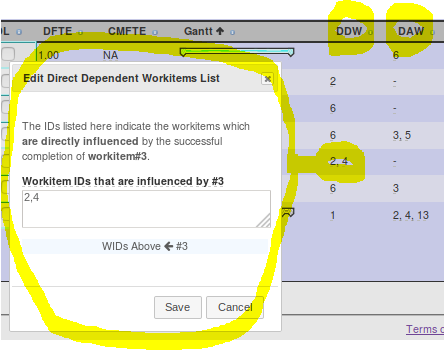 OL DFTE CMFTE Gantt DDW DAW
1.00 NA 6
Edit Direct Dependent Workitems List
2 -
6 -
The IDs listed here indicate the workitems which
are directly influenced by the successful
completion of workitem#3.
6 3, 5
2, 4 -
Workitem IDs that are influenced by #3
6 3
2,4
1 2, 4, 13
WIDs Above #3
Save Cancel
Terms o